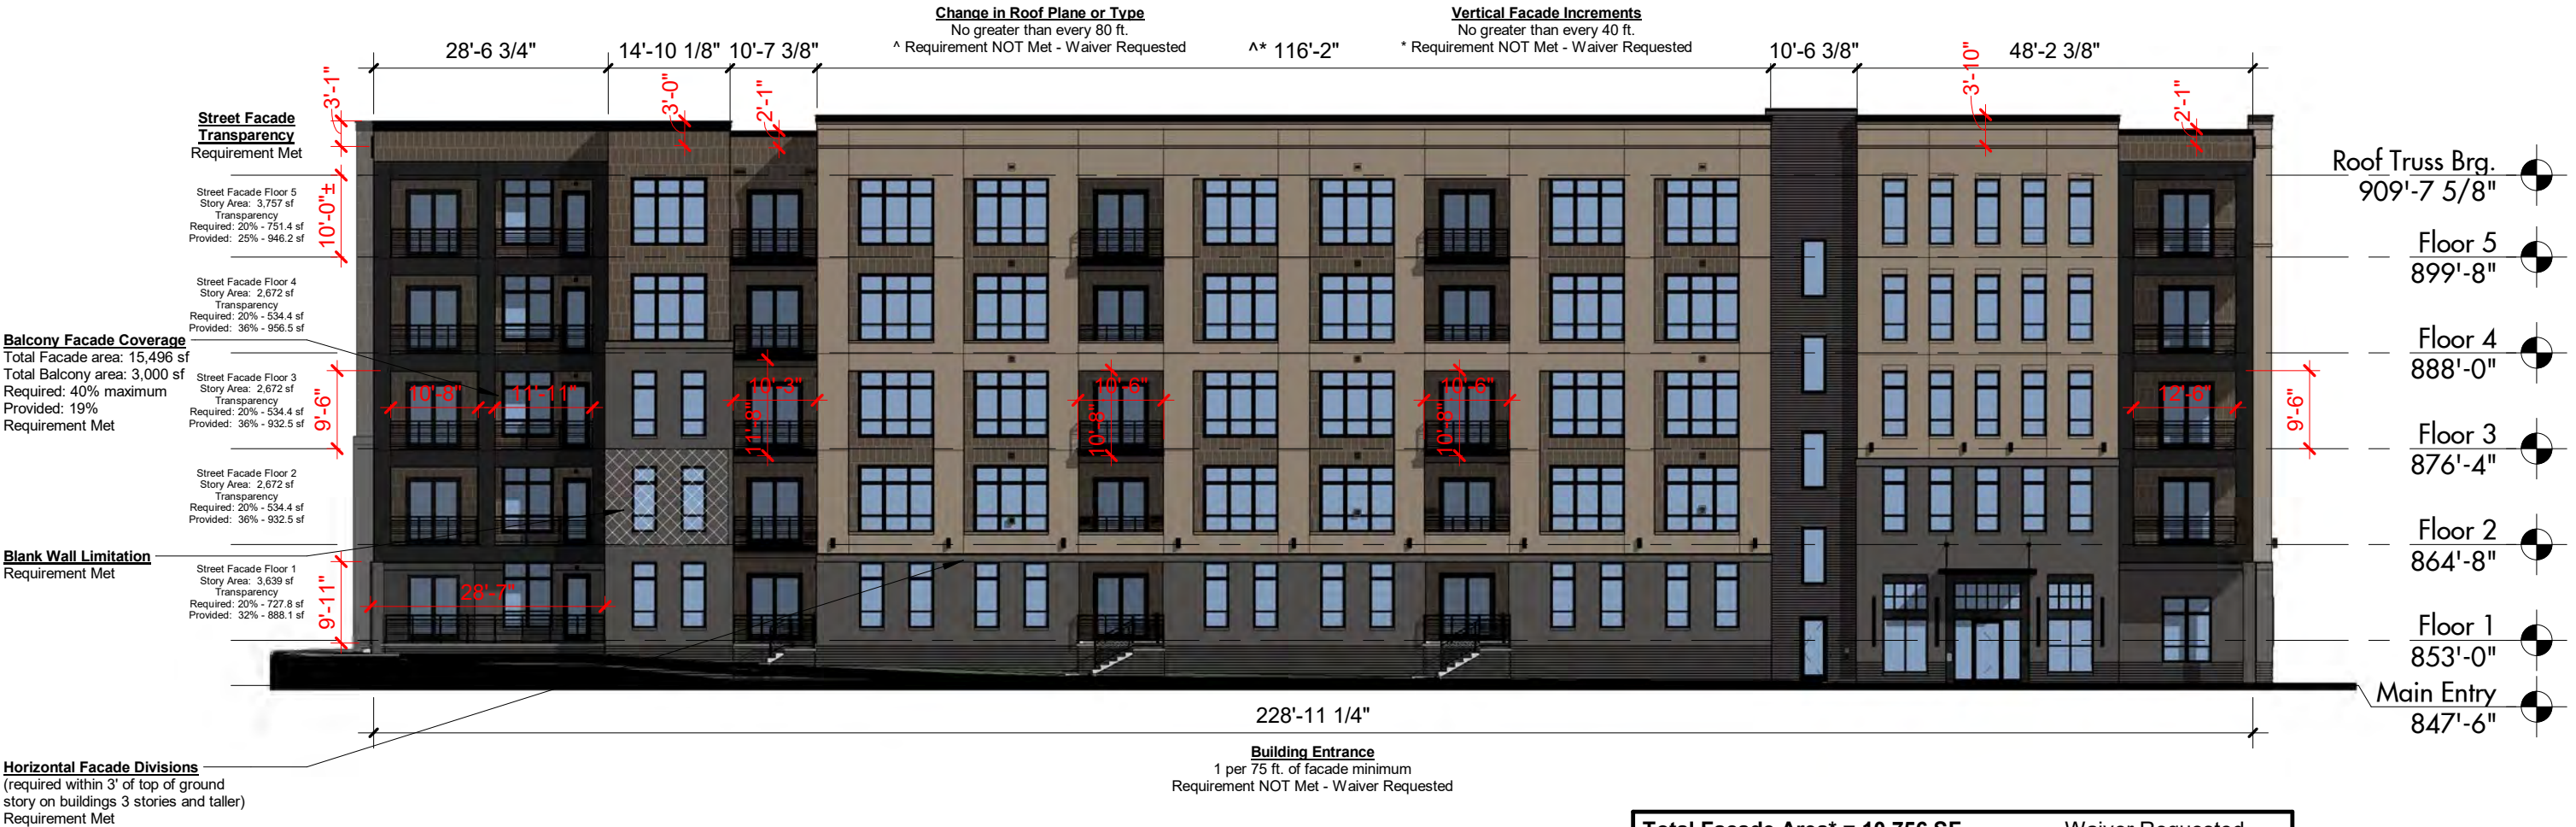 Change in Roof Plane or Type
No greater than every 80 ft.
^ Requirement NOT Met - Waiver Requested
Vertical Facade Increments
No greater than every 40 ft.
* Requirement NOT Met - Waiver Requested
28'-6 3/4"
14'-10 1/8"
10'-7 3/8"
^* 116'-2"
10'-6 3/8"
48'-2 3/8"
3'-1"
3'-0"
2'-1"
3'-10"
2'-1"
Street Facade
Transparency
Requirement Met
Street Facade Floor 5
Story Area: 3,757 sf
Transparency
Required: 20% - 751.4 sf
Provided: 25% - 946.2 sf
10'-0"±
Street Facade Floor 4
Story Area: 2,672 sf
Transparency
Required: 20% - 534.4 sf
Provided: 36% - 956.5 sf
Balcony Facade Coverage
Total Facade area: 15,496 sf
Total Balcony area: 3,000 sf
Required: 40% maximum
Provided: 19%
Requirement Met
Street Facade Floor 3
Story Area: 2,672 sf
Transparency
Required: 20% - 534.4 sf
Provided: 36% - 932.5 sf
9'-6"
10'-8"
11'-11"
10'-3"
11'-8"
10'-6"
10'-8"
10'-6"
10'-8"
12'-6"
9'-6"
Street Facade Floor 2
Story Area: 2,672 sf
Transparency
Required: 20% - 534.4 sf
Provided: 36% - 932.5 sf
Blank Wall Limitation
Requirement Met
Street Facade Floor 1
Story Area: 3,639 sf
Transparency
Required: 20% - 727.8 sf
Provided: 32% - 888.1 sf
9'-11"
28'-7"
Roof Truss Brg.
909'-7 5/8"
Floor 5
899'-8"
Floor 4
888'-0"
Floor 3
876'-4"
Floor 2
864'-8"
Floor 1
853'-0"
Main Entry
847'-6"
228'-11 1/4"
Building Entrance
1 per 75 ft. of facade minimum
Requirement NOT Met - Waiver Requested
Horizontal Facade Divisions
(required within 3' of top of ground
story on buildings 3 stories and taller)
Requirement Met
Total Facade Area* = 10,756 SF Waiver Requested